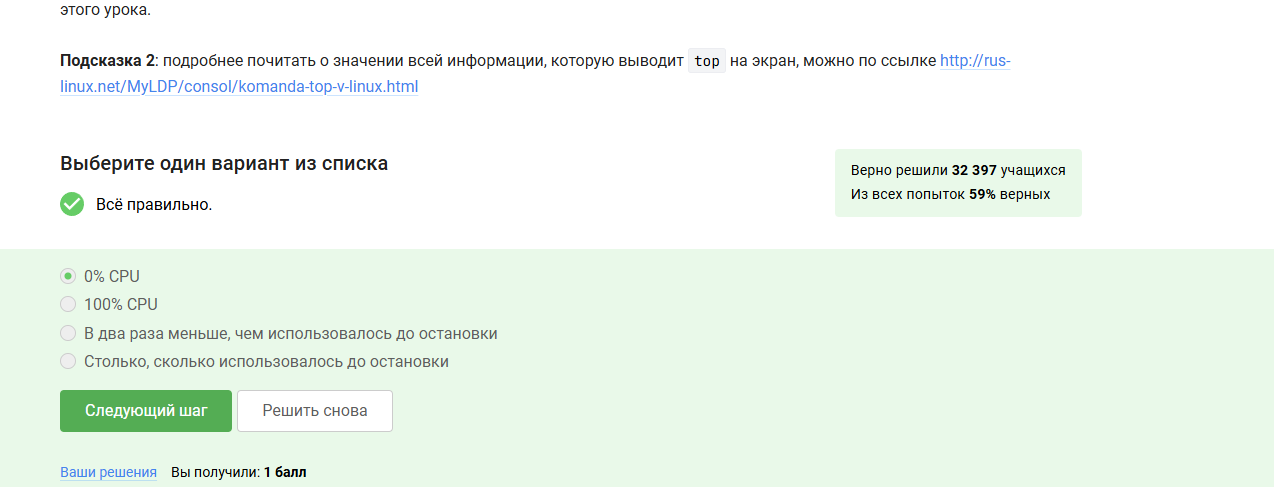 этого урока.
Подсказка 2: подробнее почитать о значении всей информации, которую выводит top на экран, можно по ссылке http://rus-
linux.net/MyLDP/consol/komanda-top-v-linux.html
Выберите один вариант из списка
Всё правильно.
Верно решили 32 397 учащихся
Из всех попыток 59% верных
0% CPU
100% CPU
В два раза меньше, чем использовалось до остановки
Столько, сколько использовалось до остановки
Следующий шаг
Решить снова
Ваши решения
Вы получили: 1 балл